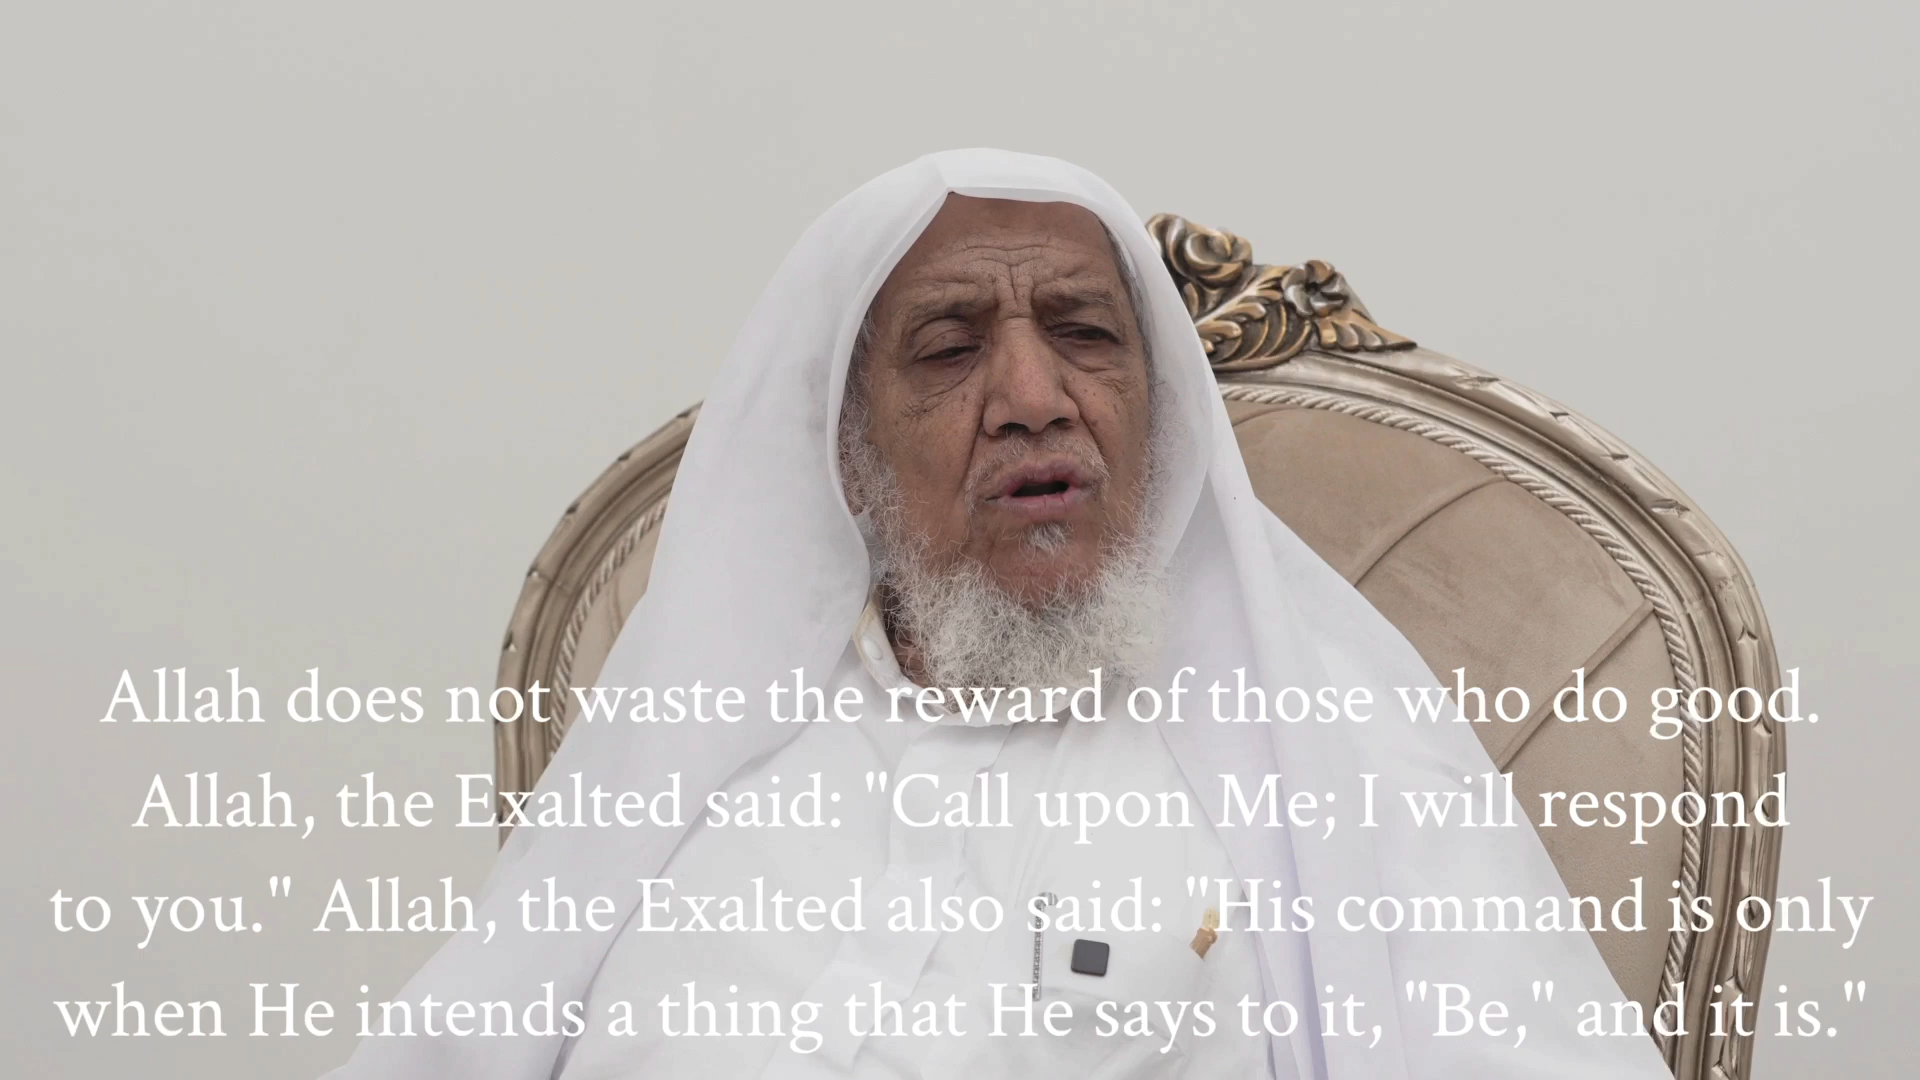 Allah does not waste the reward of those who do good.
Allah, the Exalted said: "Call upon Me; I will respond
to you." Allah, the Exalted also said: "His command is only
when He intends a thing that He says to it, "Be," and it is."